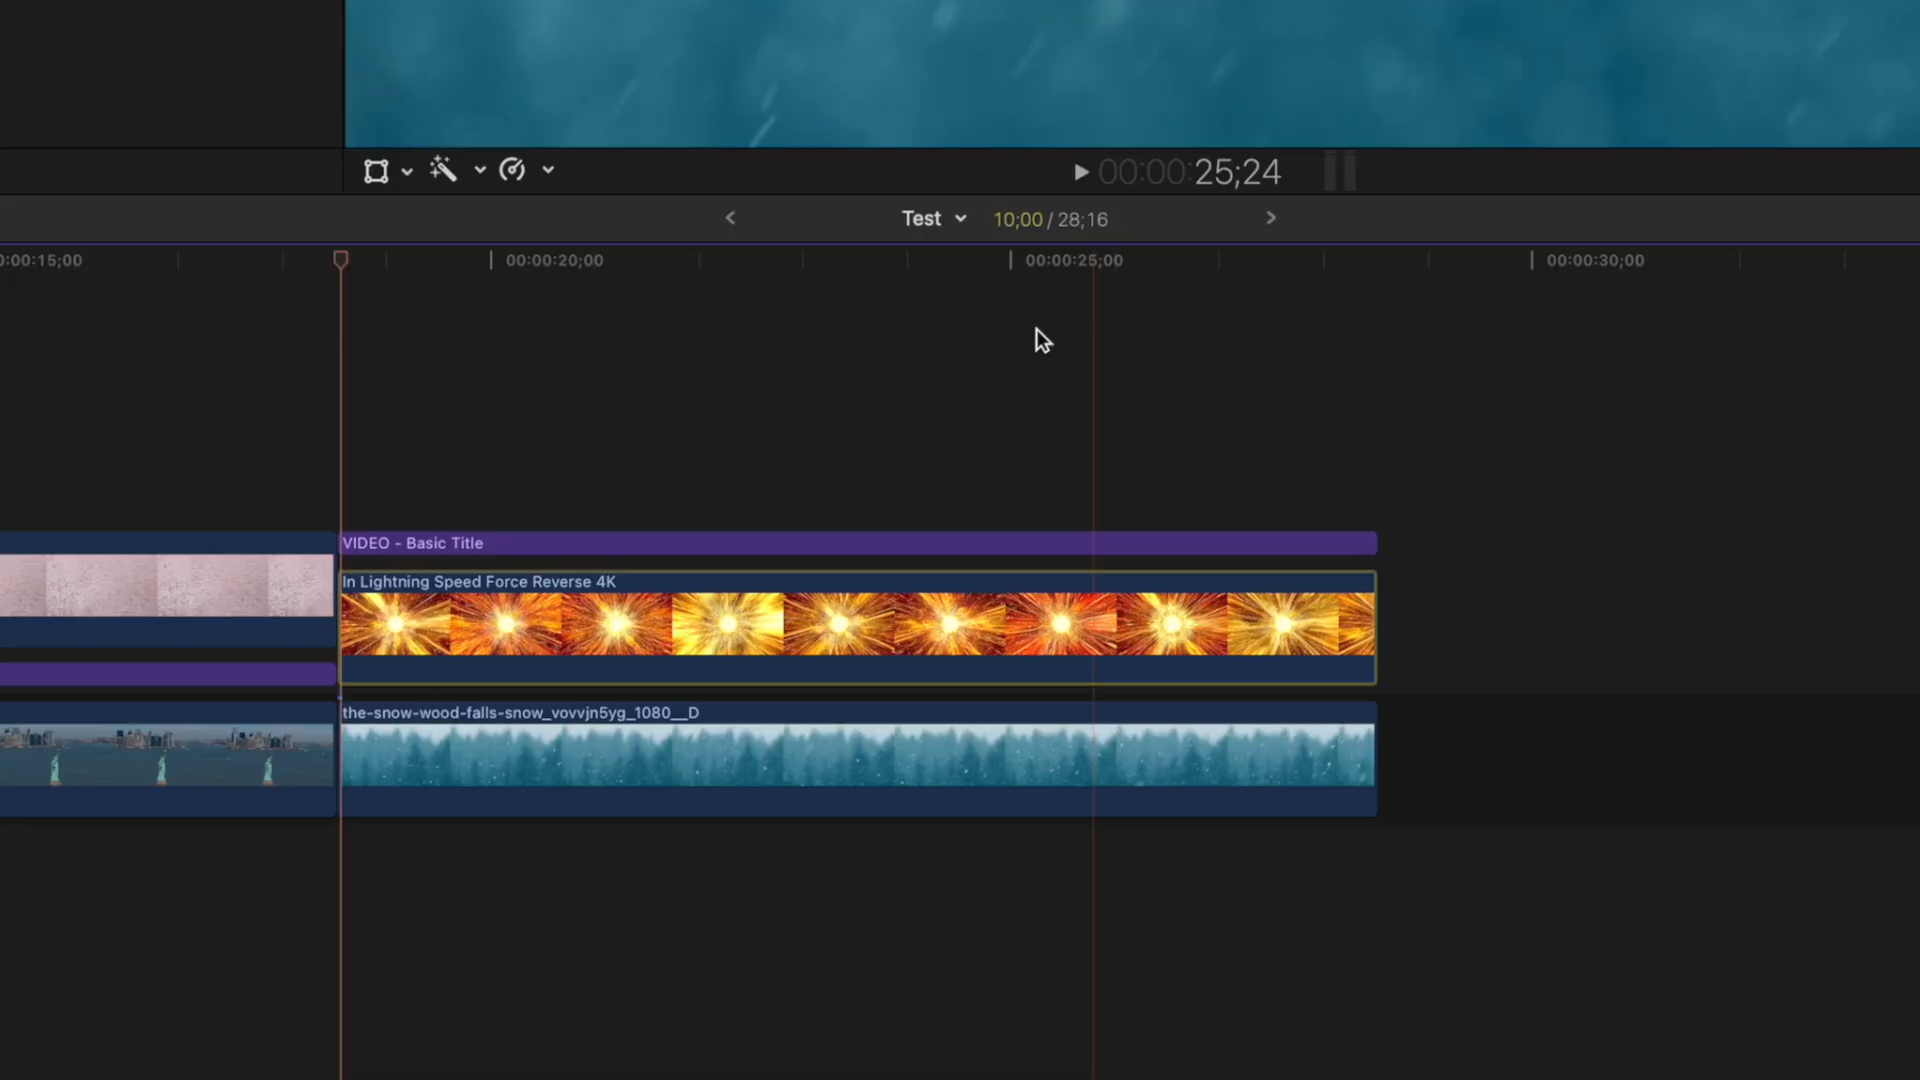 00:00:25;24
Test 10;00 / 28;16
0:00:15;00 00:00:20;00 00:00:25;00 00:00:30;00
VIDEO - Basic Title
In Lightning Speed Force Reverse 4K
the-snow-wood-falls-snow_vovvjn5yg_1080__D